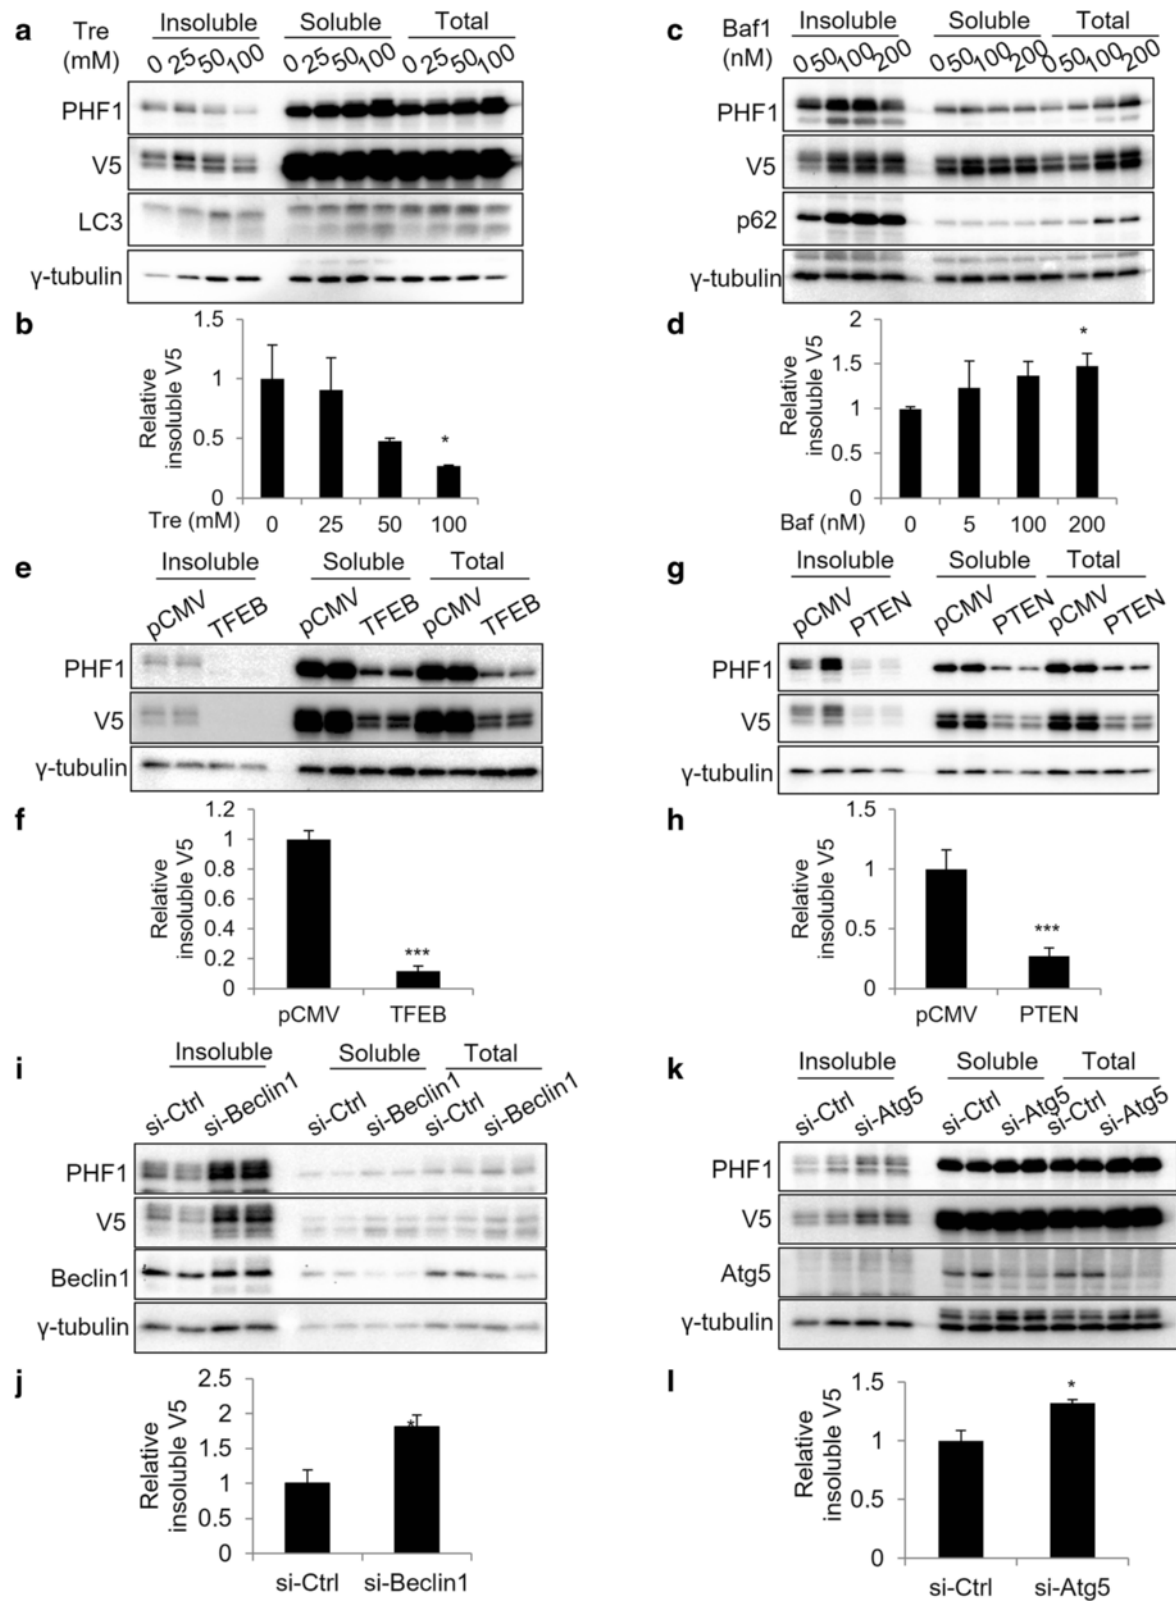 a
Tre
(mM)
Insoluble
Soluble
Total
0 25 50 100
0 25 50 100
0 25 50 100
PHF1
V5
LC3
γ-tubulin
c
Baf1
(nM)
Insoluble
Soluble
Total
0 50 100 200
0 50 100 200
0 50 100 200
PHF1
V5
p62
γ-tubulin
b
Relative
insoluble V5
1.5
1
0.5
0
*
Tre (mM)
0
25
50
100
d
Relative
insoluble V5
2
1.5
1
0.5
0
*
Baf (nM)
0
5
100
200
e
Insoluble
Soluble
Total
pCMV
TFEB
pCMV
TFEB
pCMV
TFEB
PHF1
V5
γ-tubulin
g
Insoluble
Soluble
Total
pCMV
PTEN
pCMV
PTEN
pCMV
PTEN
PHF1
V5
γ-tubulin
f
Relative
insoluble V5
1.2
1
0.8
0.6
0.4
0.2
0
***
pCMV
TFEB
h
Relative
insoluble V5
1.5
1
0.5
0
***
pCMV
PTEN
i
Insoluble
Soluble
Total
si-Ctrl
si-Beclin1
si-Ctrl
si-Beclin1
si-Ctrl
si-Beclin1
PHF1
V5
Beclin1
γ-tubulin
k
Insoluble
Soluble
Total
si-Ctrl
si-Atg5
si-Ctrl
si-Atg5
si-Ctrl
si-Atg5
PHF1
V5
Atg5
γ-tubulin
j
Relative
insoluble V5
2.5
2
1.5
1
0.5
0
*
si-Ctrl
si-Beclin1
l
Relative
insoluble V5
1.5
1
0.5
0
*
si-Ctrl
si-Atg5